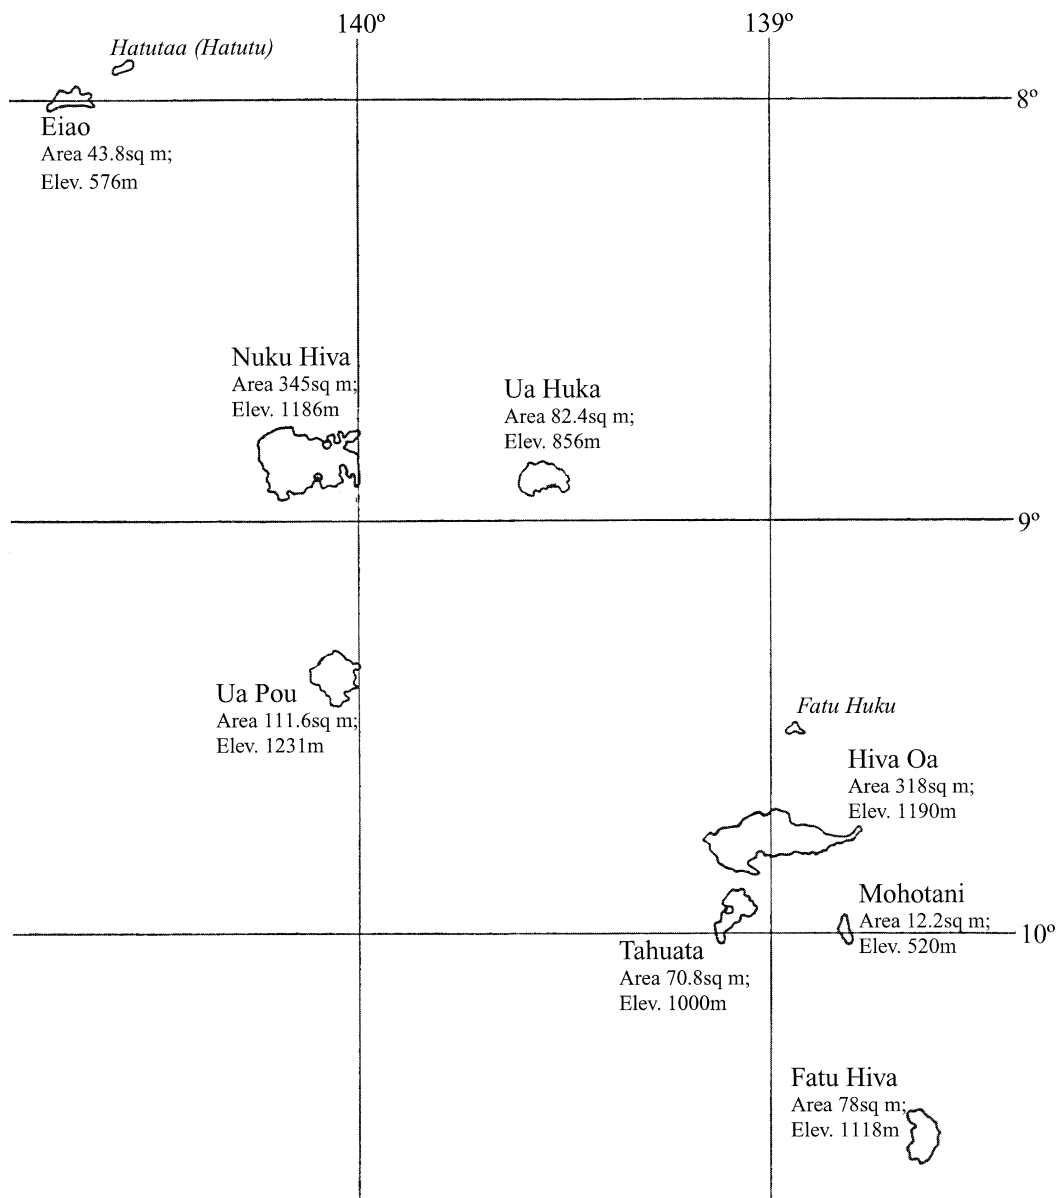 140º
139º
Hatutaa (Hatutu)
8º
Eiao
Area 43.8sq m;
Elev. 576m
Nuku Hiva
Area 345sq m;
Elev. 1186m
Ua Huka
Area 82.4sq m;
Elev. 856m
9º
Ua Pou
Area 111.6sq m;
Elev. 1231m
Fatu Huku
Hiva Oa
Area 318sq m;
Elev. 1190m
Mohotani
Area 12.2sq m;
Elev. 520m
10º
Tahuata
Area 70.8sq m;
Elev. 1000m
Fatu Hiva
Area 78sq m;
Elev. 1118m